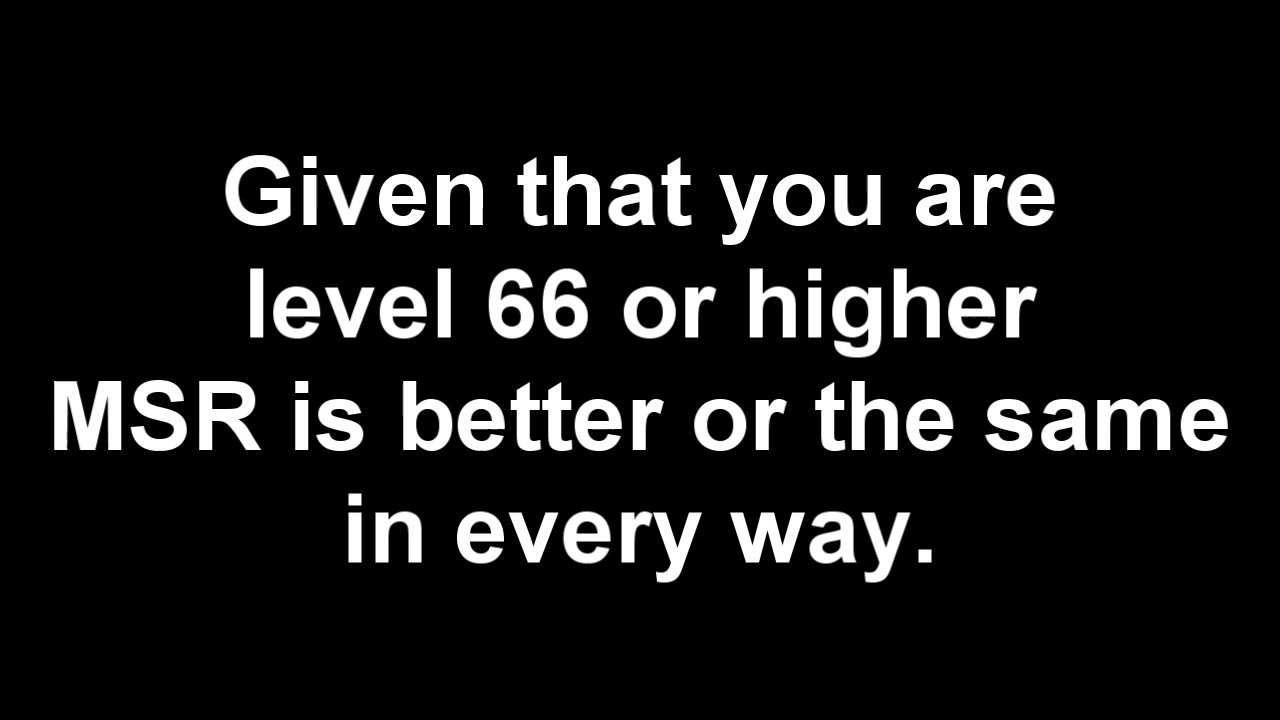 Given that you are
level 66 or higher
MSR is better or the same
in every way.